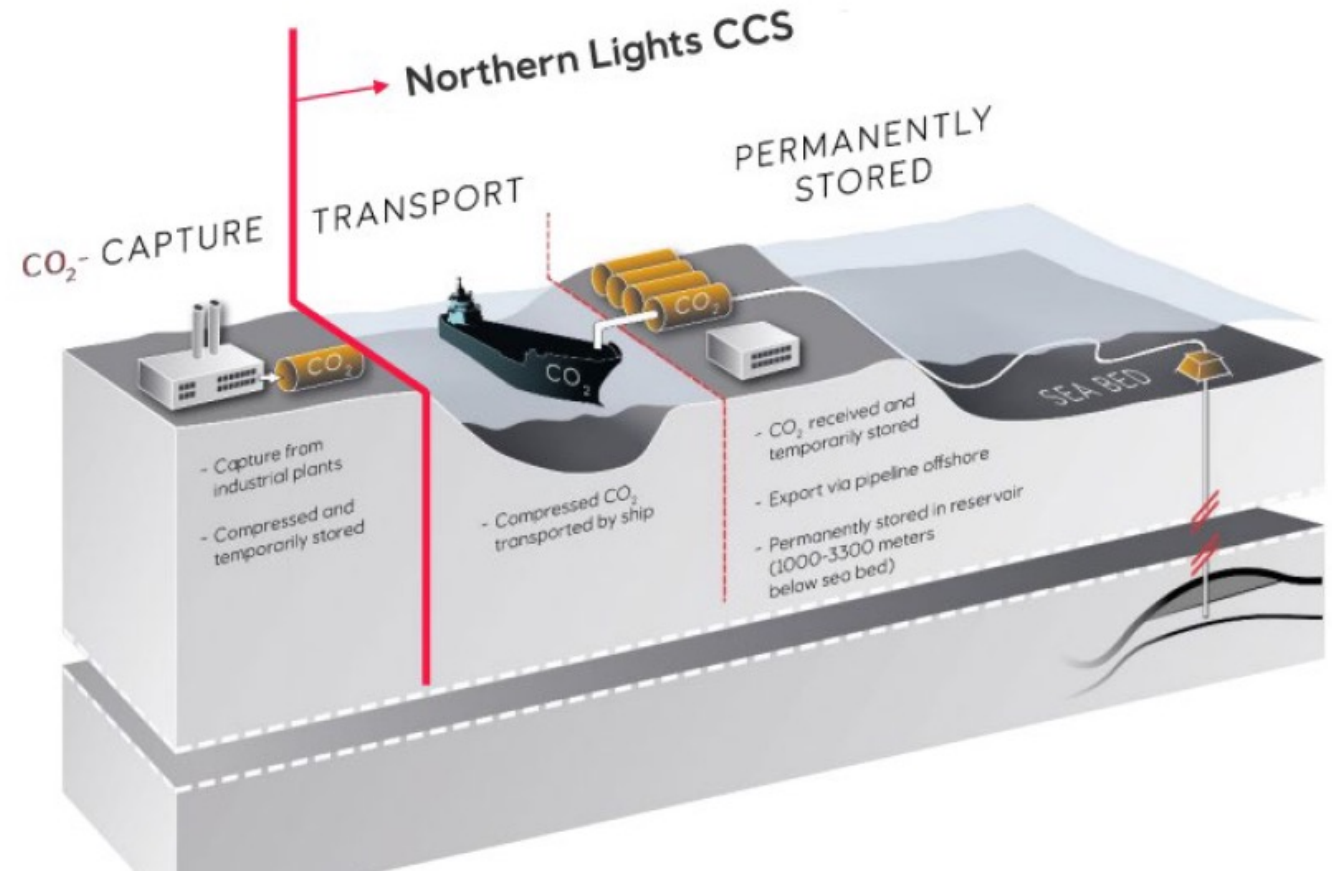 Northern Lights CCS
CO₂- CAPTURE
TRANSPORT
PERMANENTLY
STORED
CO₂
CO₂
CO₂
SEA BED
- Capture from
industrial plants
- Compressed and
temporarily stored
- Compressed CO₂
transported by ship
- CO₂ received and
temporarily stored
- Export via pipeline offshore
- Permanently stored in reservoir
(1000-3300 meters
below sea bed)